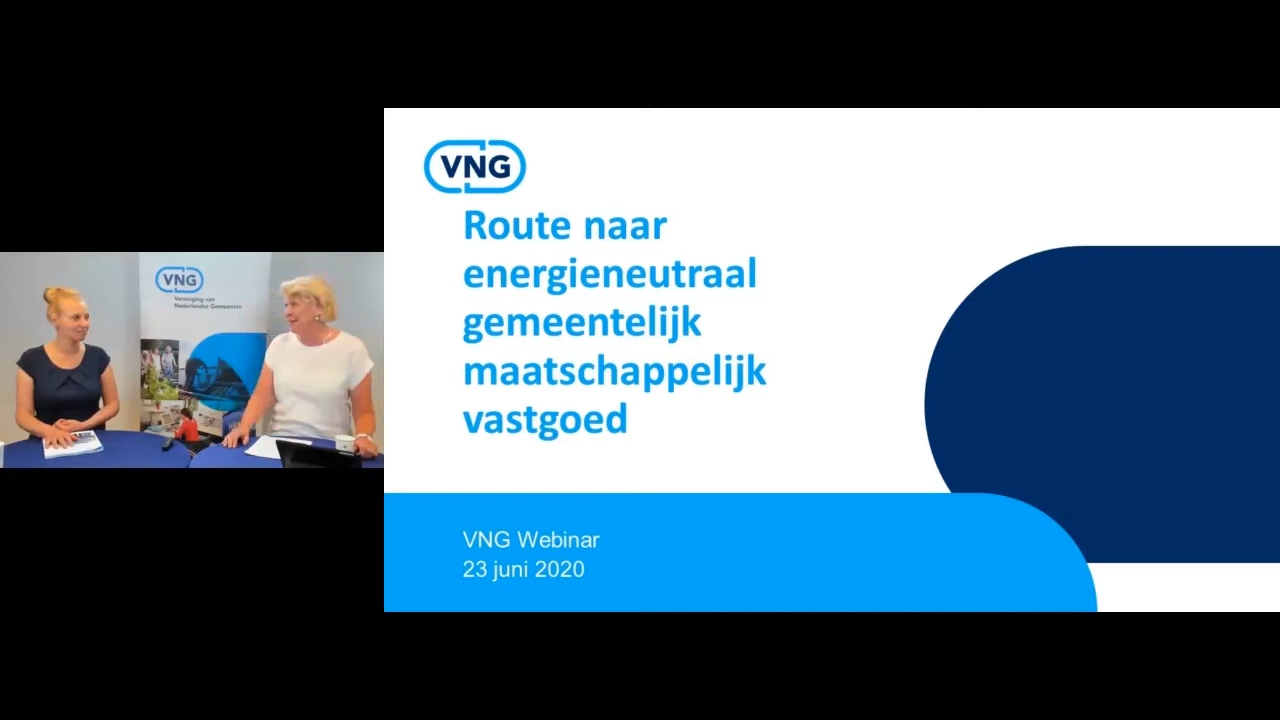 VNG
Route naar
energieneutraal
gemeentelijk
maatschappelijk
vastgoed
VNG Webinar
23 juni 2020
VNG
Vereniging van
Nederlandse Gemeenten